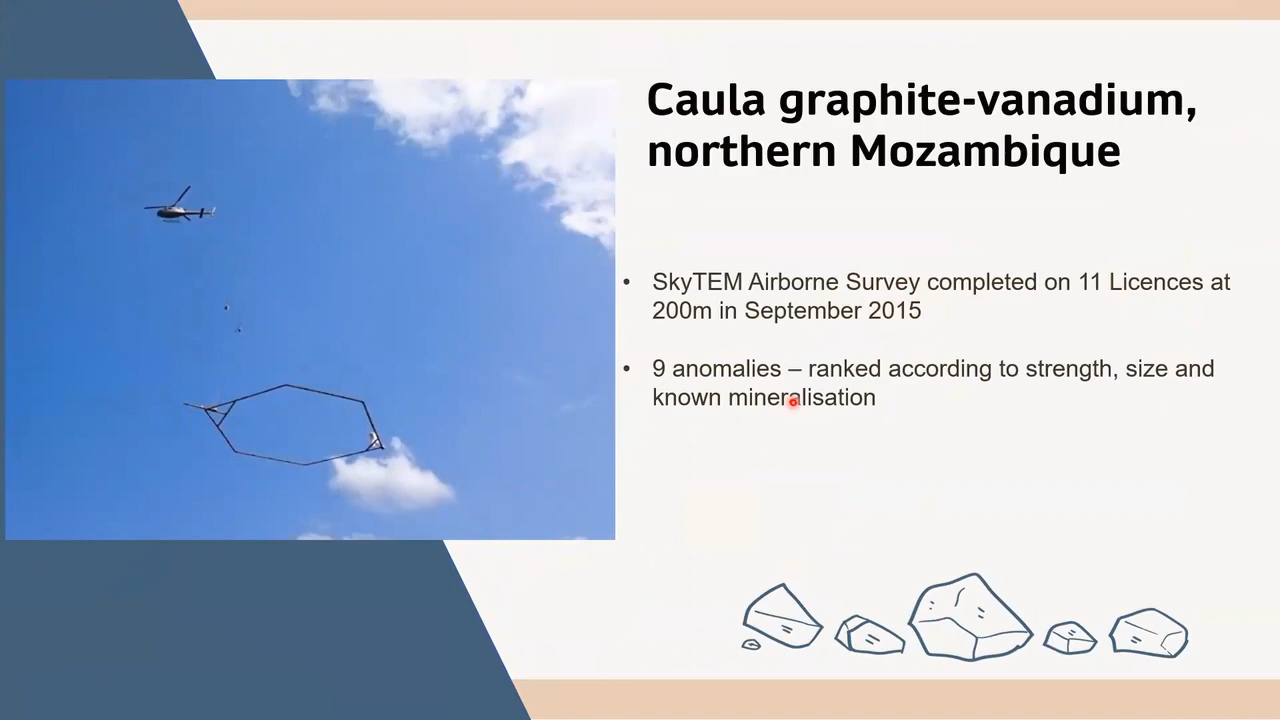 Caula graphite-vanadium,
northern Mozambique
• SkyTEM Airborne Survey completed on 11 Licences at
200m in September 2015
• 9 anomalies – ranked according to strength, size and
known mineralisation